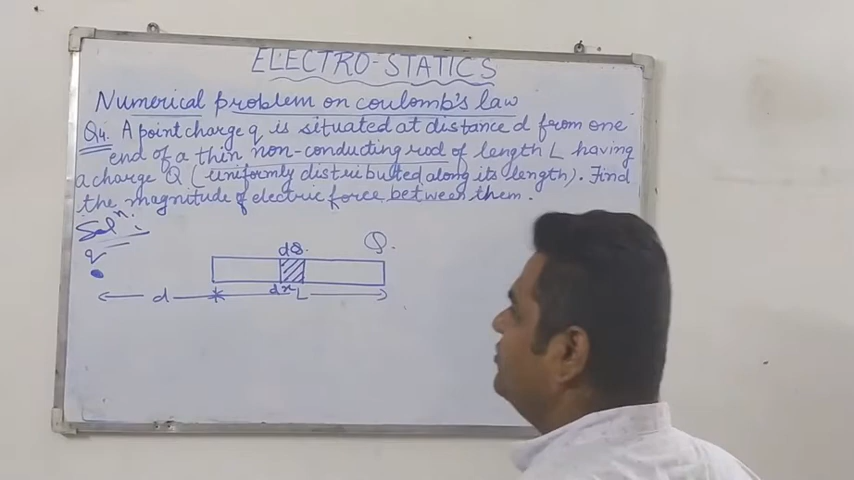 ELECTRO-STATICS
Numerical problem on coulomb's law
Q4. A point charge q is situated at distance d from one
end of a thin non-conducting rod of length L having
a charge Q (uniformly distributed along its length). Find
the magnitude of electric force between them.
Solⁿ:
q
dQ
Q
d
dx
L